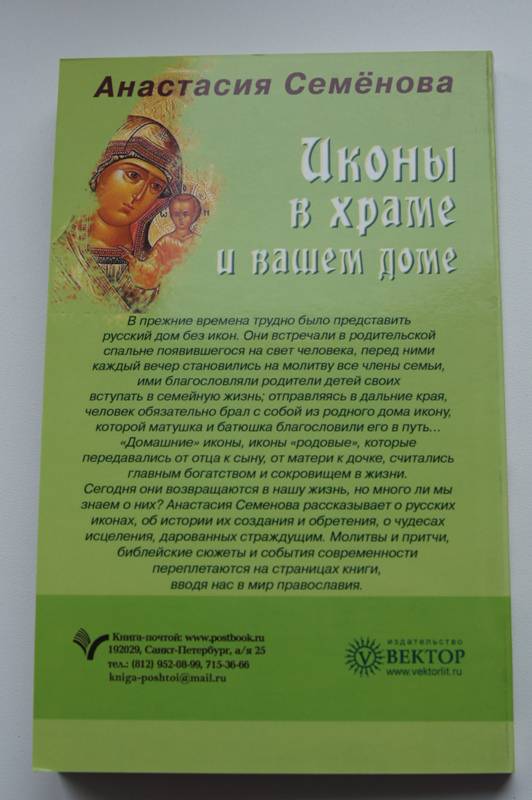 Анастасия Семёнова
Иконы
в храме
и вашем доме
В прежние времена трудно было представить
русский дом без икон. Они встречали в родительской
спальне появившегося на свет человека, перед ними
каждый вечер становились на молитву все члены семьи,
ими благословляли родители детей своих
вступать в семейную жизнь; отправляясь в дальние края,
человек обязательно брал с собой из родного дома икону,
которой матушка и батюшка благословили его в путь...
«Домашние» иконы, иконы «родовые», которые
передавались от отца к сыну, от матери к дочке, считались
главным богатством и сокровищем в жизни.
Сегодня они возвращаются в нашу жизнь, но много ли мы
знаем о них? Анастасия Семенова рассказывает о русских
иконах, об истории их создания и обретения, о чудесах
исцеления, дарованных страждущим. Молитвы и притчи,
библейские сюжеты и события современности
переплетаются на страницах книги,
вводя нас в мир православия.
Книга-почтой: www.postbook.ru
192029, Санкт-Петербург, а/я 25
тел.: (812) 952-08-99, 715-36-66
kniga-poshtoi@mail.ru
издательство
ВЕКТОР
www.vektorlit.ru